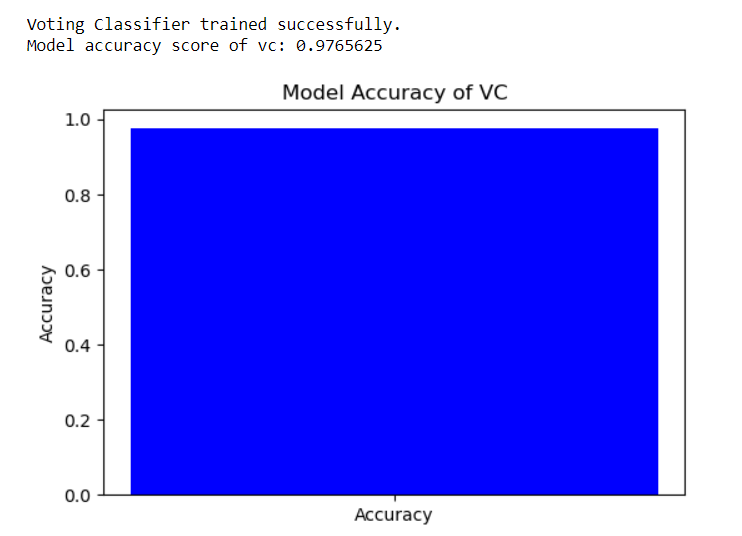 Voting Classifier trained successfully.
Model accuracy score of vc: 0.9765625
Model Accuracy of VC
1.0
0.8
0.6
0.4
0.2
0.0
Accuracy
Accuracy